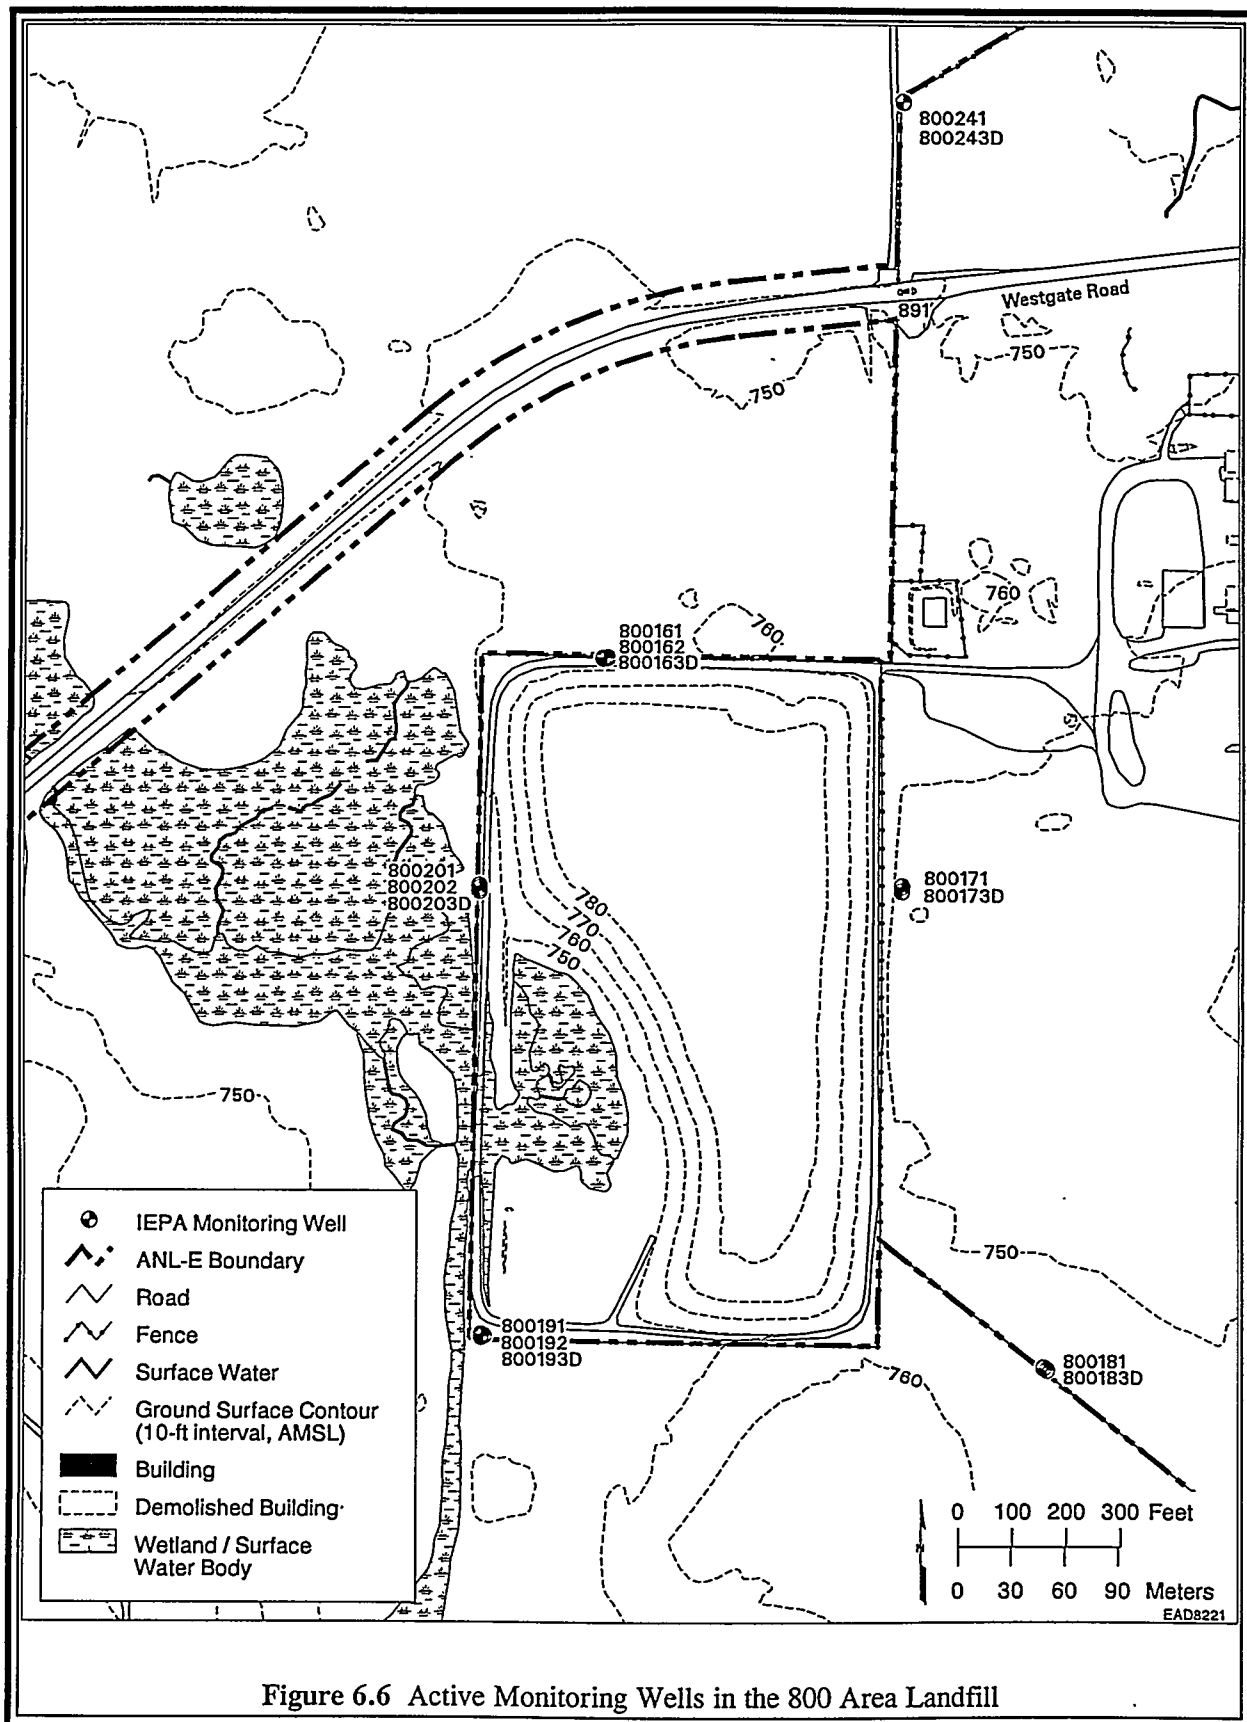 800241
800243D
Westgate Road
891
750
750
760
760
800161
800162
800163D
800201
800202
800203D
800171
800173D
780
770
760
750
750
750
800191
800192
800193D
800181
800183D
760
IEPA Monitoring Well
ANL-E Boundary
Road
Fence
Surface Water
Ground Surface Contour
(10-ft interval, AMSL)
Building
Demolished Building
Wetland / Surface
Water Body
N
0 100 200 300 Feet
0 30 60 90 Meters
EAD8221
Figure 6.6 Active Monitoring Wells in the 800 Area Landfill